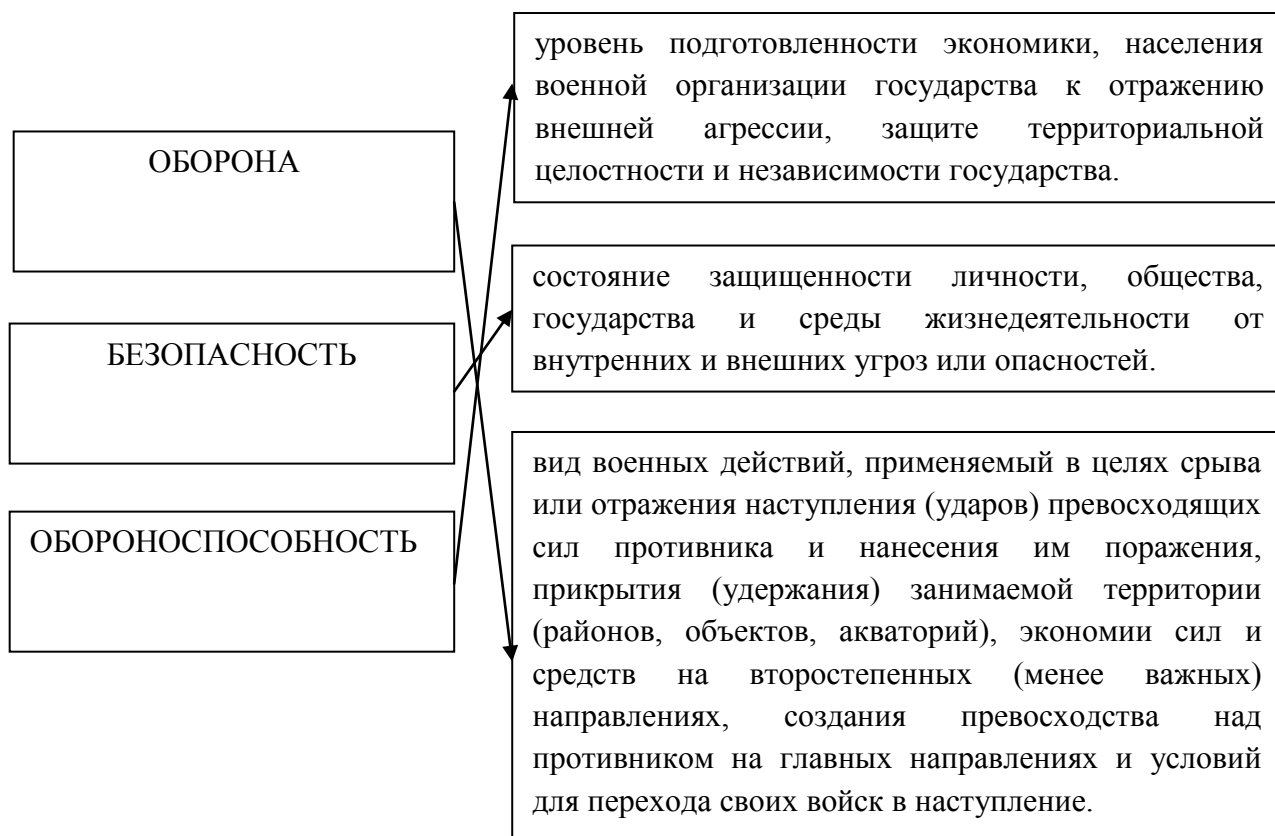 ОБОРОНА
БЕЗОПАСНОСТЬ
ОБОРОНОСПОСОБНОСТЬ
уровень подготовленности экономики, населения
военной организации государства к отражению
внешней агрессии, защите территориальной
целостности и независимости государства.
состояние защищенности личности, общества,
государства и среды жизнедеятельности от
внутренних и внешних угроз или опасностей.
вид военных действий, применяемый в целях срыва
или отражения наступления (ударов) превосходящих
сил противника и нанесения им поражения,
прикрытия (удержания) занимаемой территории
(районов, объектов, акваторий), экономии сил и
средств на второстепенных (менее важных)
направлениях, создания превосходства над
противником на главных направлениях и условий
для перехода своих войск в наступление.